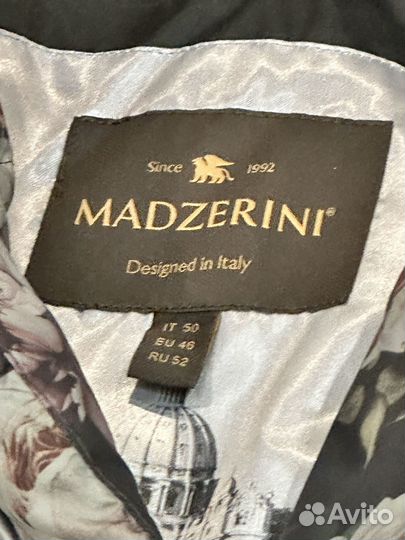 Since 1992
MADZERINI®
Designed in Italy
IT 50
EU 46
RU 52
Avito